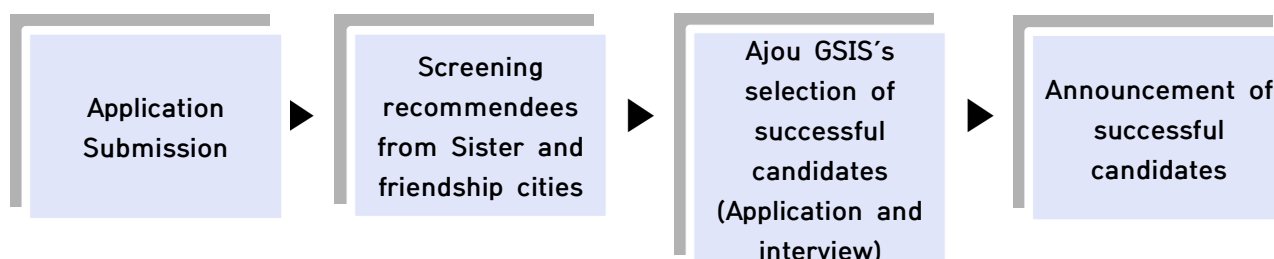 Application
Submission
Screening
recommendees
from Sister and
friendship cities
Ajou GSIS´s
selection of
successful
candidates
(Application and
interview)
Announcement of
successful
candidates